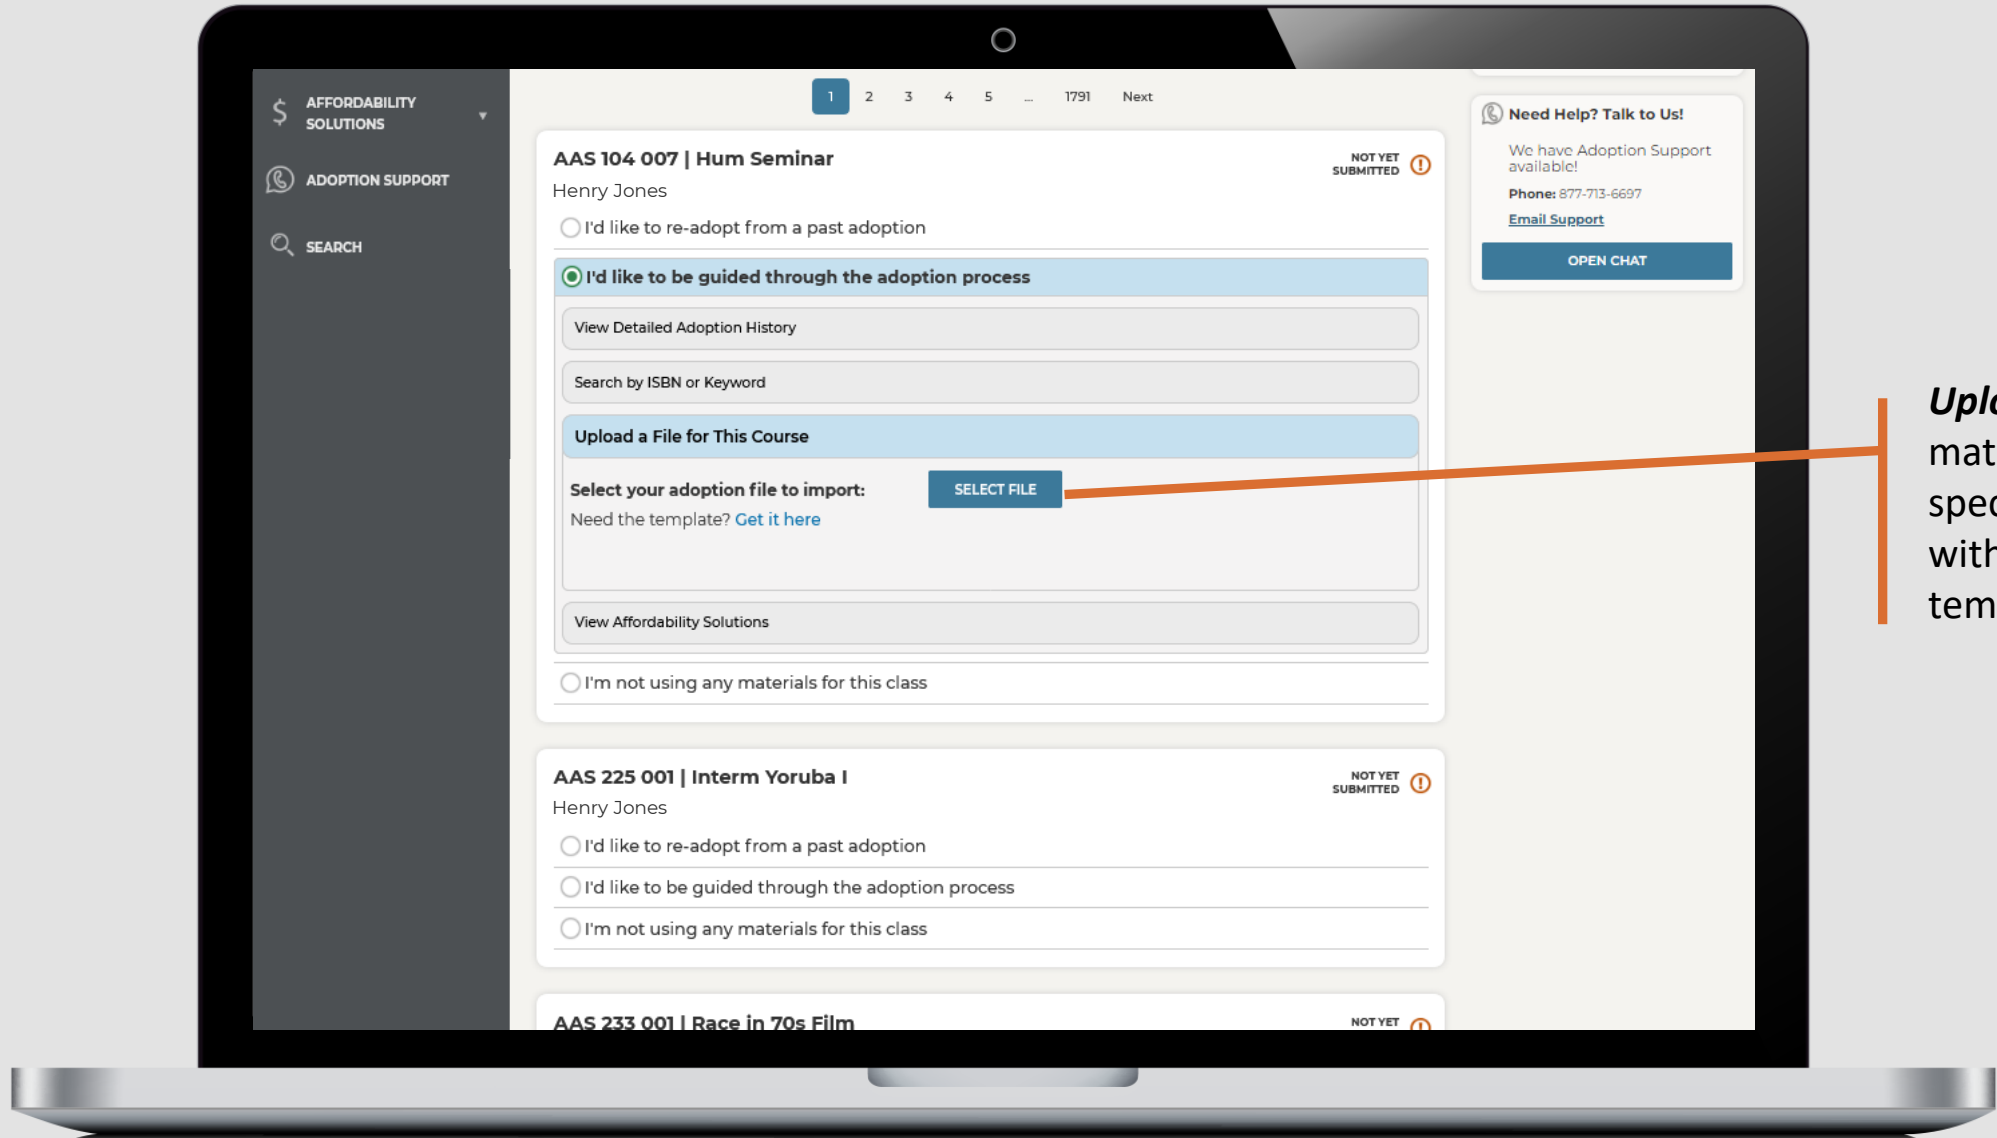 AFFORDABILITY
SOLUTIONS
ADOPTION SUPPORT
SEARCH
1 2 3 4 5 ... 1791 Next
AAS 104 007 | Hum Seminar
NOT YET
SUBMITTED
Henry Jones
I'd like to re-adopt from a past adoption
I'd like to be guided through the adoption process
View Detailed Adoption History
Search by ISBN or Keyword
Upload a File for This Course
Select your adoption file to import:
SELECT FILE
Need the template? Get it here
View Affordability Solutions
I'm not using any materials for this class
AAS 225 001 | Interm Yoruba I
NOT YET
SUBMITTED
Henry Jones
I'd like to re-adopt from a past adoption
I'd like to be guided through the adoption process
I'm not using any materials for this class
AAS 233 001 | Race in 70s Film
NOT YET
Need Help? Talk to Us!
We have Adoption Support
available!
Phone: 877-713-6697
Email Support
OPEN CHAT